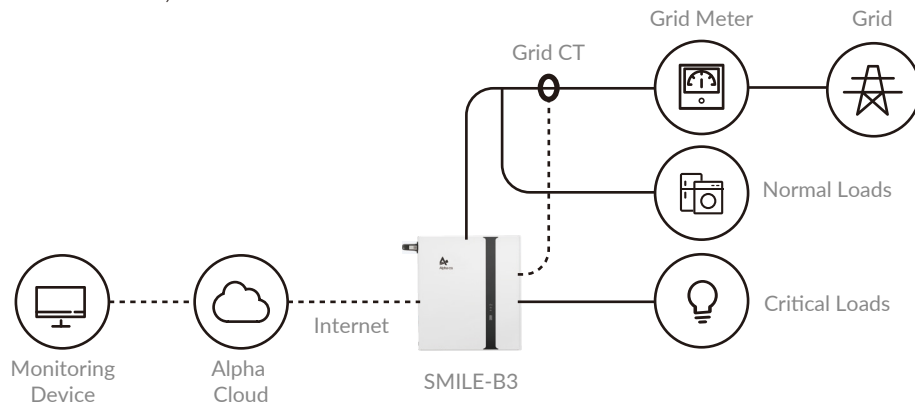 Grid Meter
Grid
Grid CT
Normal Loads
Critical Loads
Internet
Monitoring
Device
Alpha
Cloud
SMILE-B3